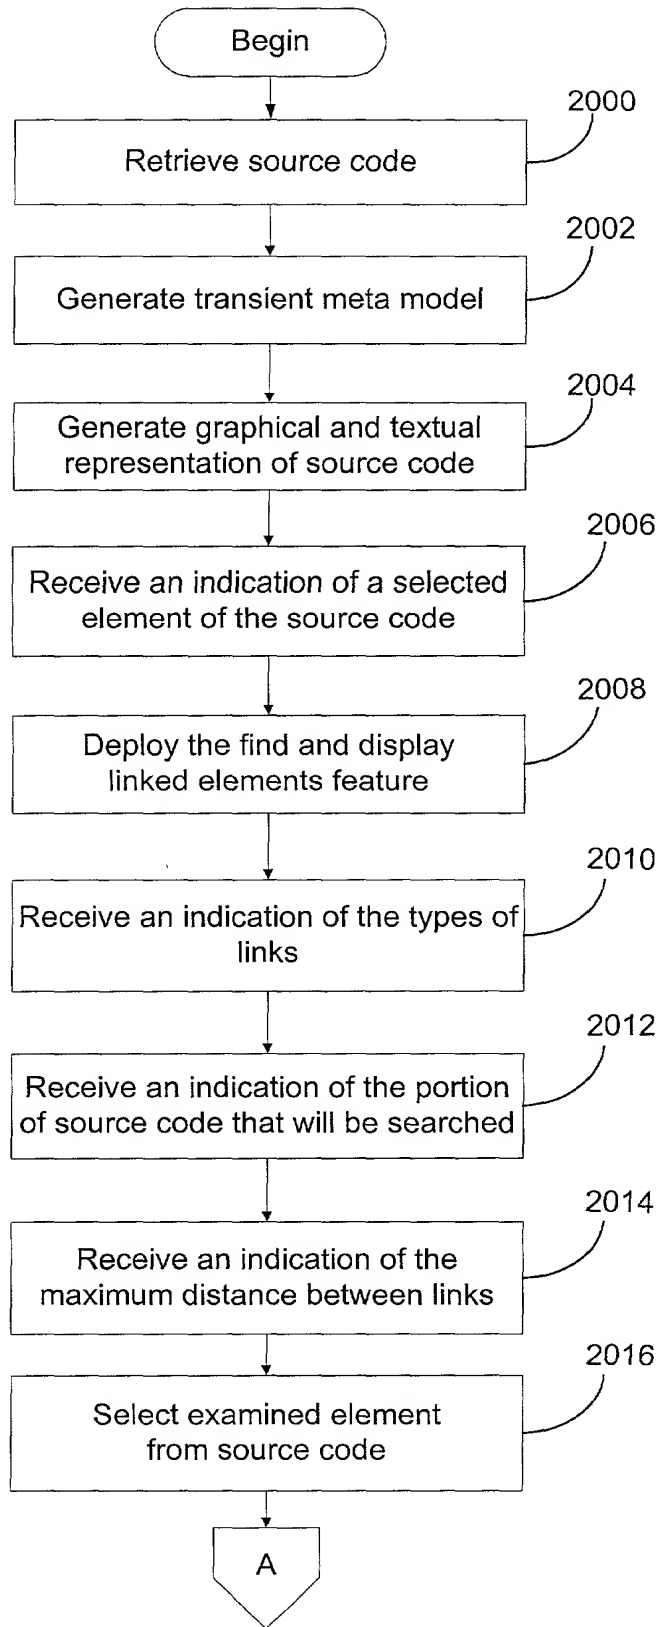 Begin
2000
Retrieve source code
2002
Generate transient meta model
2004
Generate graphical and textual
representation of source code
2006
Receive an indication of a selected
element of the source code
2008
Deploy the find and display
linked elements feature
2010
Receive an indication of the types of
links
2012
Receive an indication of the portion
of source code that will be searched
2014
Receive an indication of the
maximum distance between links
2016
Select examined element
from source code
A